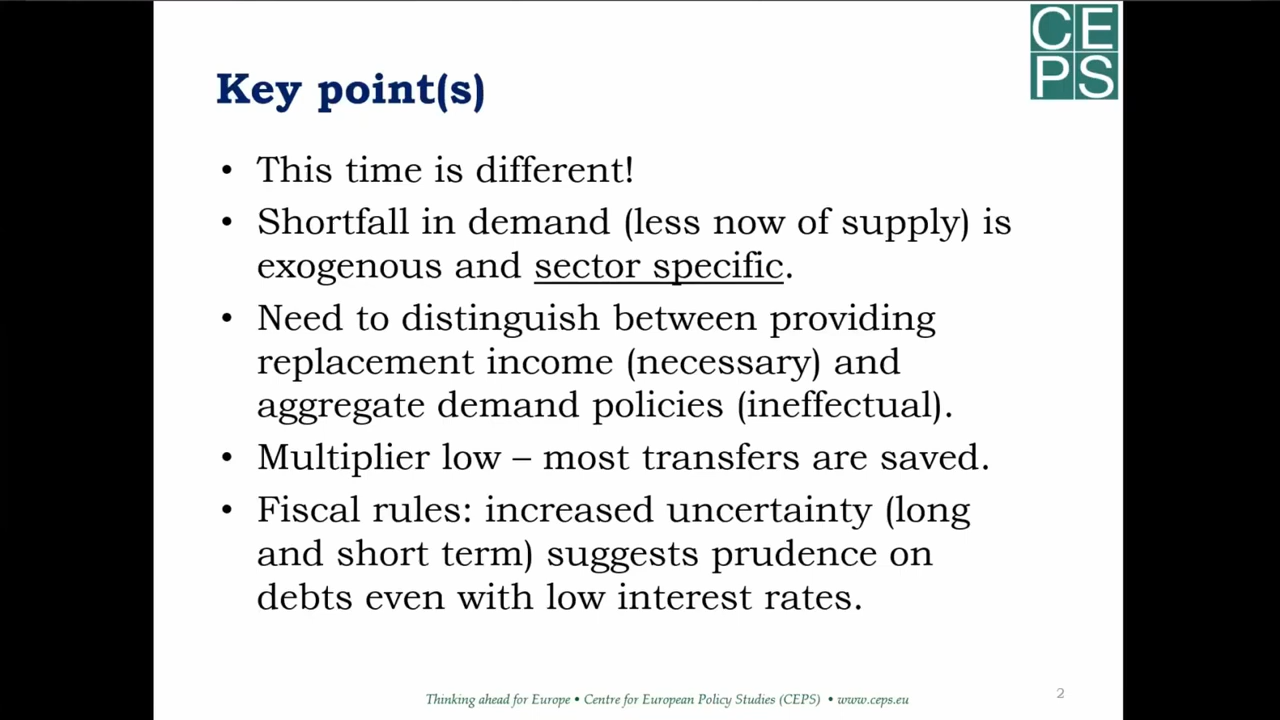 CE
PS
Key point(s)
• This time is different!
• Shortfall in demand (less now of supply) is
exogenous and sector specific.
• Need to distinguish between providing
replacement income (necessary) and
aggregate demand policies (ineffectual).
• Multiplier low – most transfers are saved.
• Fiscal rules: increased uncertainty (long
and short term) suggests prudence on
debts even with low interest rates.
Thinking ahead for Europe • Centre for European Policy Studies (CEPS) • www.ceps.eu
2